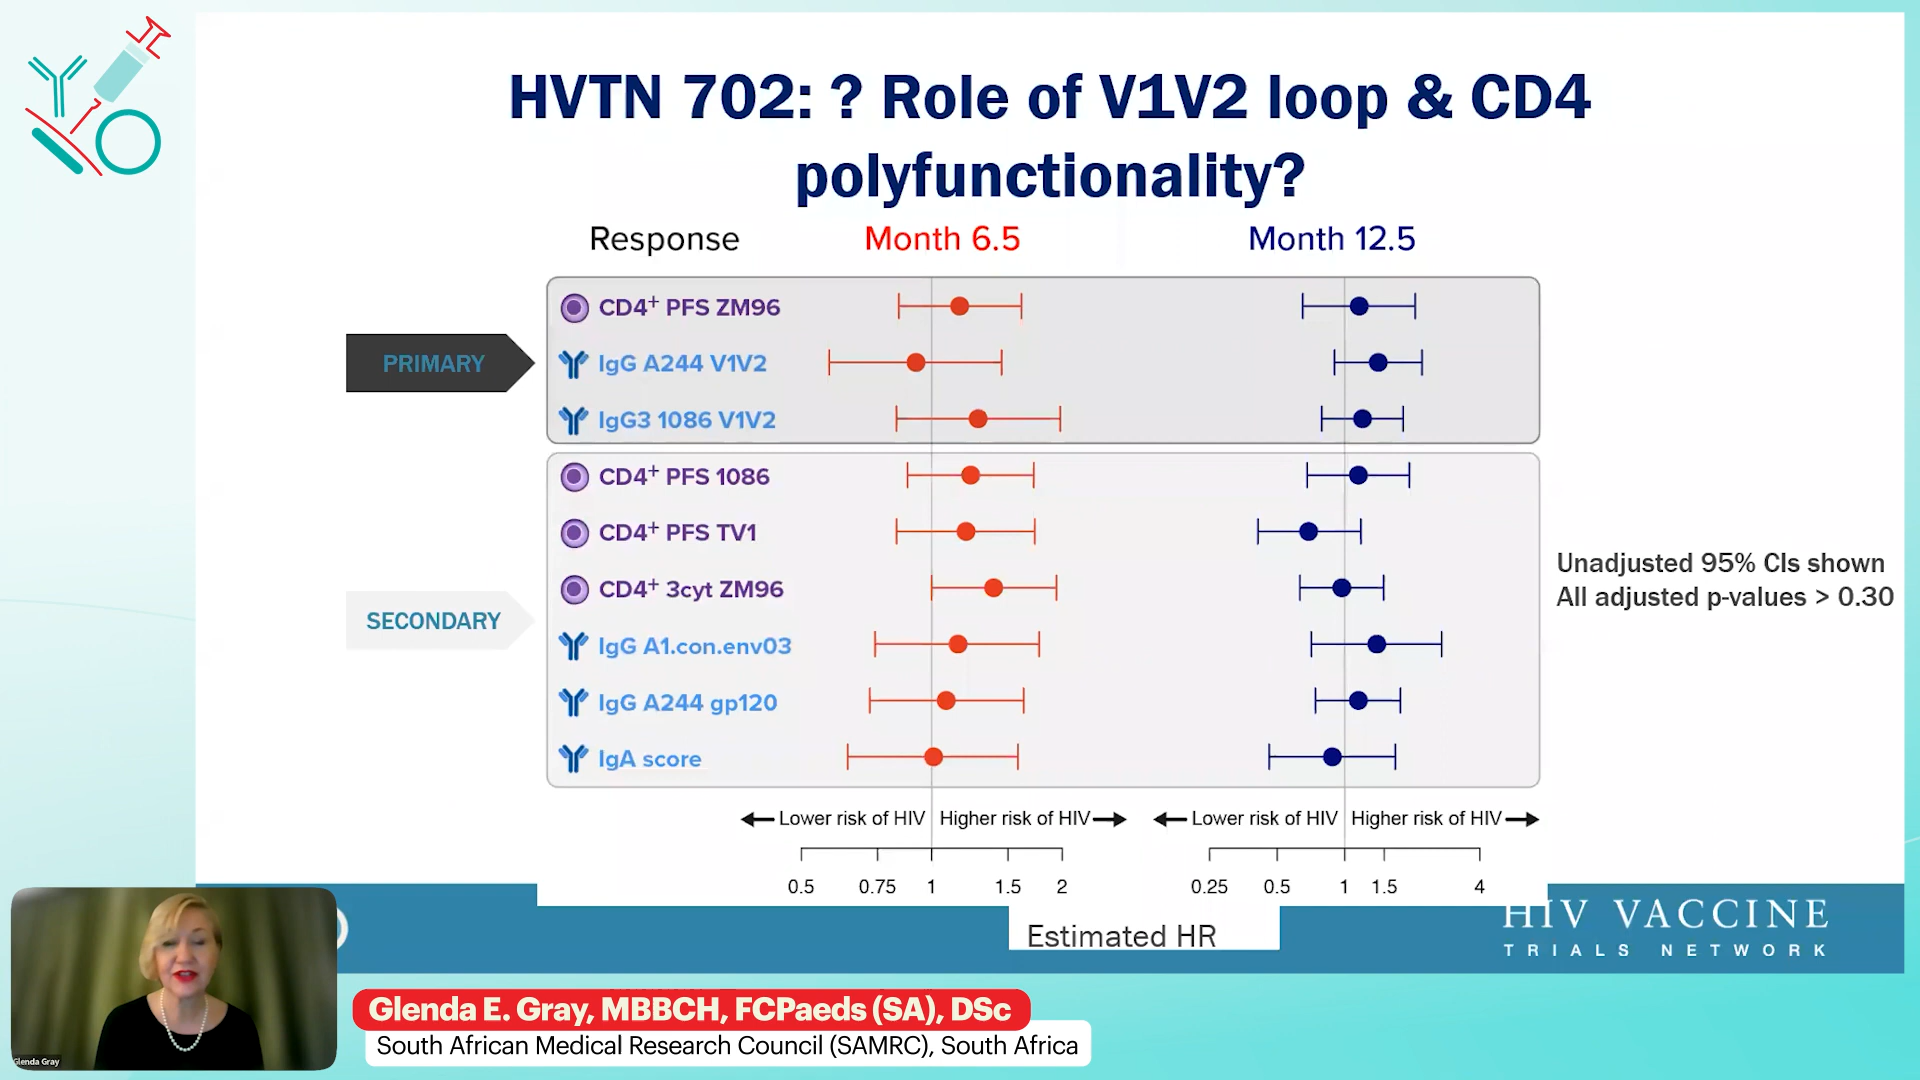 HVTN 702: ? Role of V1V2 loop & CD4
polyfunctionality?
Response Month 6.5 Month 12.5
PRIMARY
CD4+ PFS ZM96
IgG A244 V1V2
IgG3 1086 V1V2
SECONDARY
CD4+ PFS 1086
CD4+ PFS TV1
CD4+ 3cyt ZM96
IgG A1.con.env03
IgG A244 gp120
IgA score
Unadjusted 95% CIs shown
All adjusted p-values > 0.30
Lower risk of HIV Higher risk of HIV Lower risk of HIV Higher risk of HIV
0.5 0.75 1 1.5 2 0.25 0.5 1 1.5 4
Estimated HR
HIV VACCINE
TRIALS NETWORK
Glenda E. Gray, MBBCH, FCPaeds (SA), DSc
South African Medical Research Council (SAMRC), South Africa
Glenda Gray